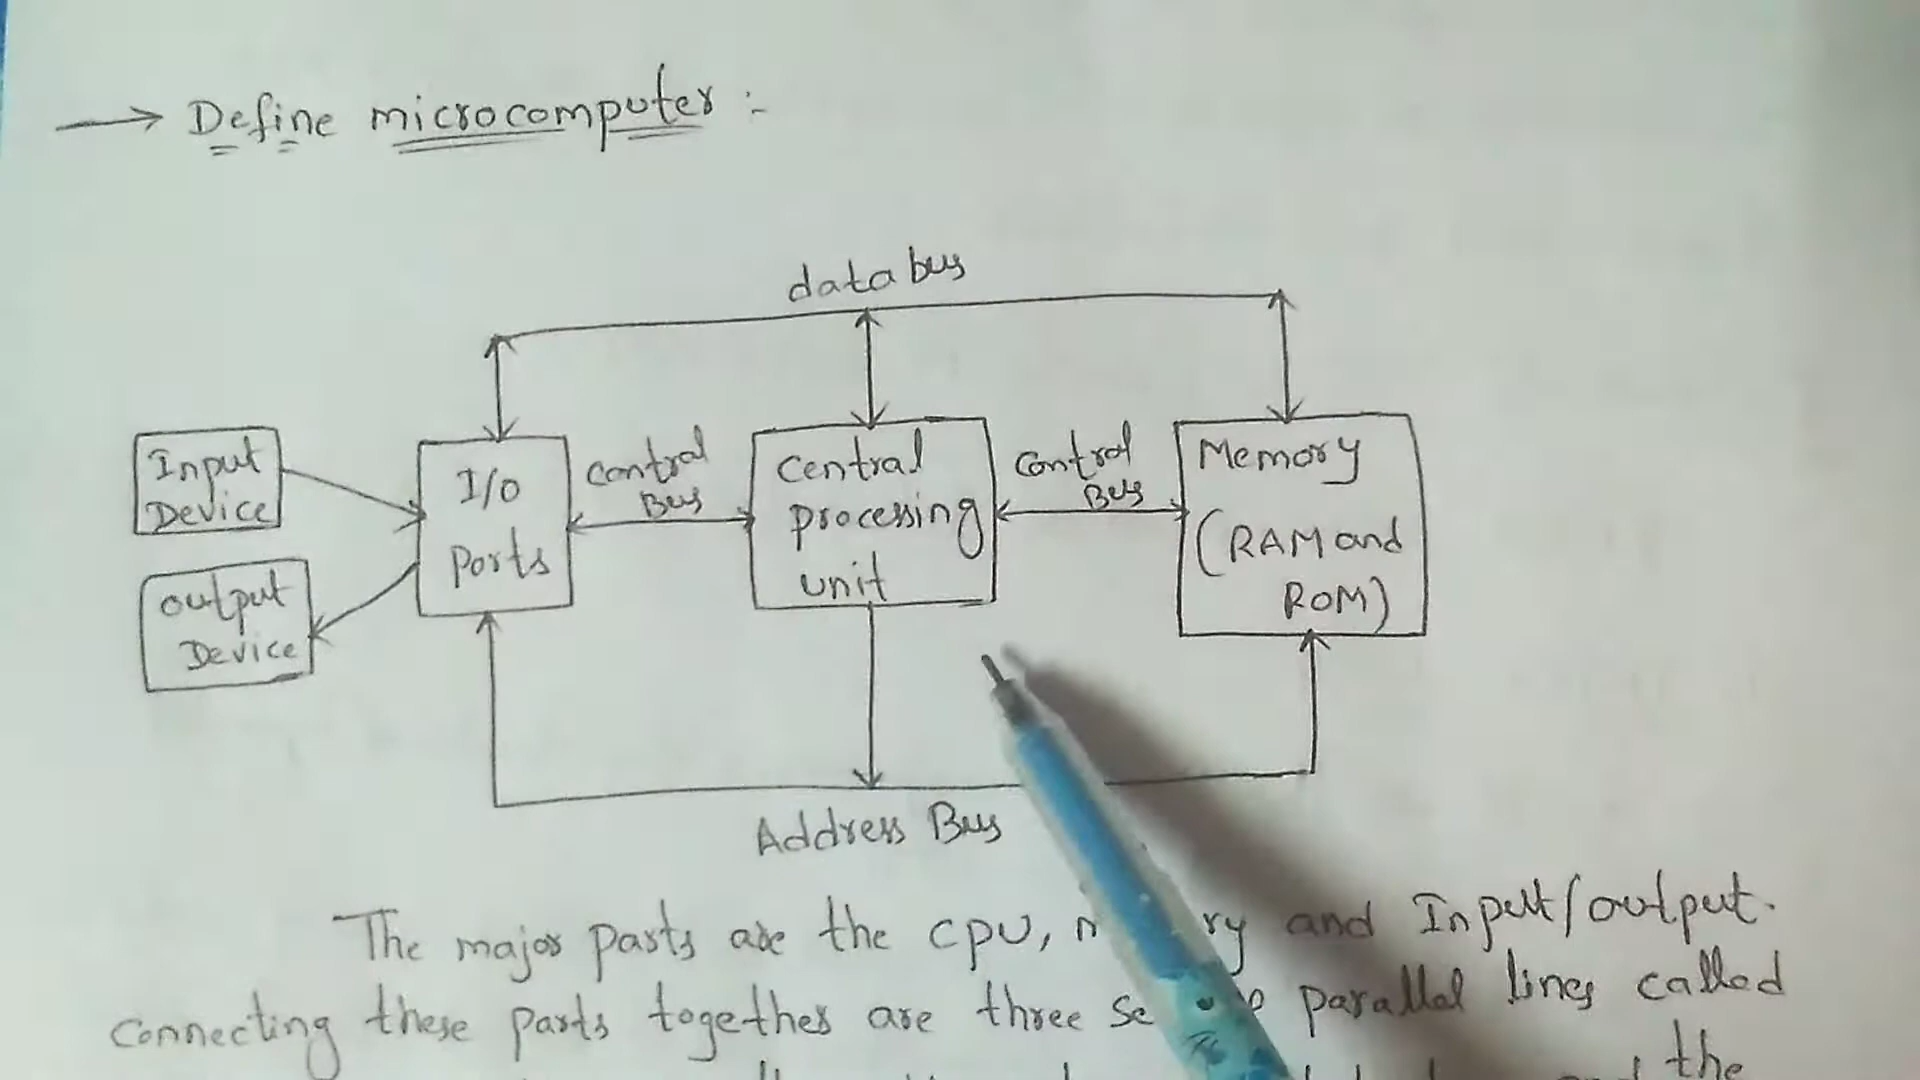 Define microcomputer :-
data bus
Input
Device
Output
Device
I/O
Ports
Control
Bus
Central
processing
unit
Control
Bus
Memory
(RAM and
ROM)
Address Bus
The major parts are the CPU, and Input/output.
Connecting these parts together are three parallel lines called
and the